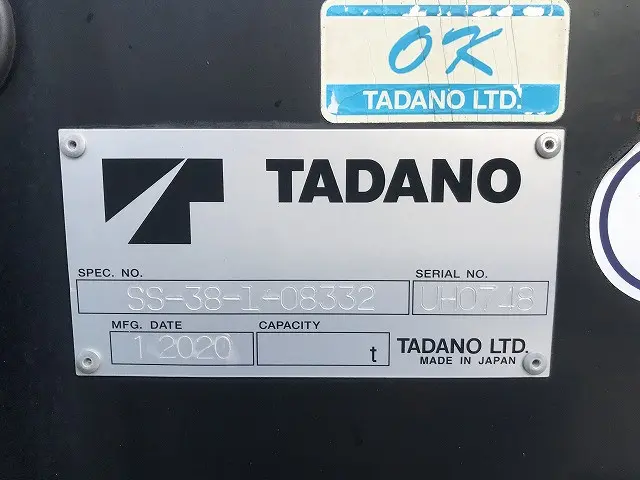 OK
TADANO LTD.
TADANO
SPEC. NO.
SERIAL NO.
SS-38-1-08332
MFG. DATE
CAPACITY
1 2020
t
TADANO LTD.
MADE IN JAPAN